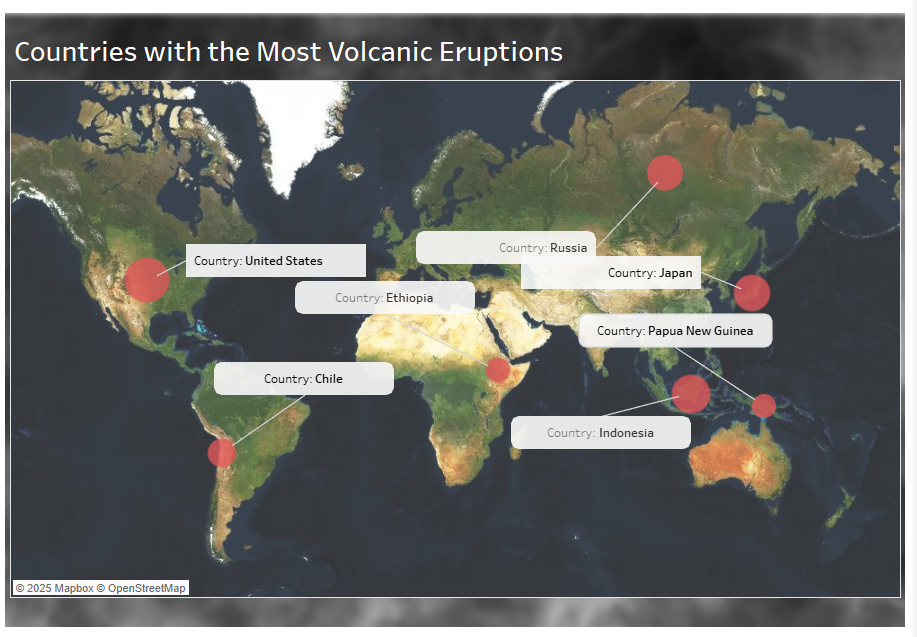 Countries with the Most Volcanic Eruptions
Country: Russia
Country: United States
Country: Japan
Country: Ethiopia
Country: Papua New Guinea
Country: Chile
Country: Indonesia
© 2025 Mapbox © OpenStreetMap